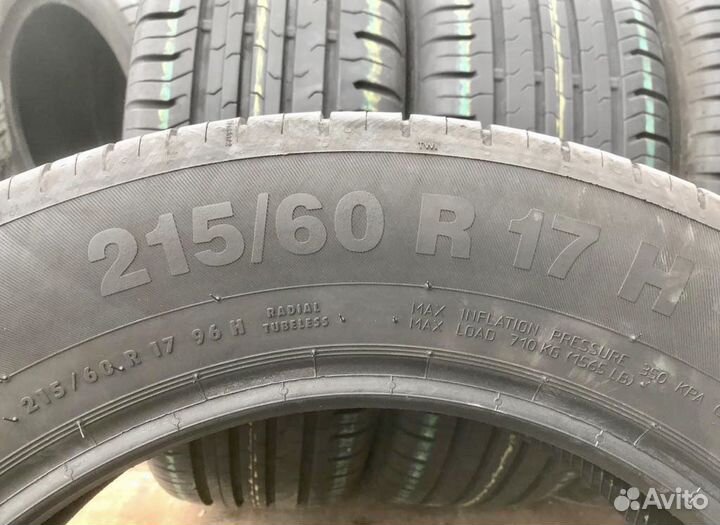 TW.
215/60 R 17 H
215/60 R 17 96 H RADIAL TUBELESS
MAX INFLATION PRESSURE 350 KPA
MAX LOAD 710 KG (1565 LB)
Avito